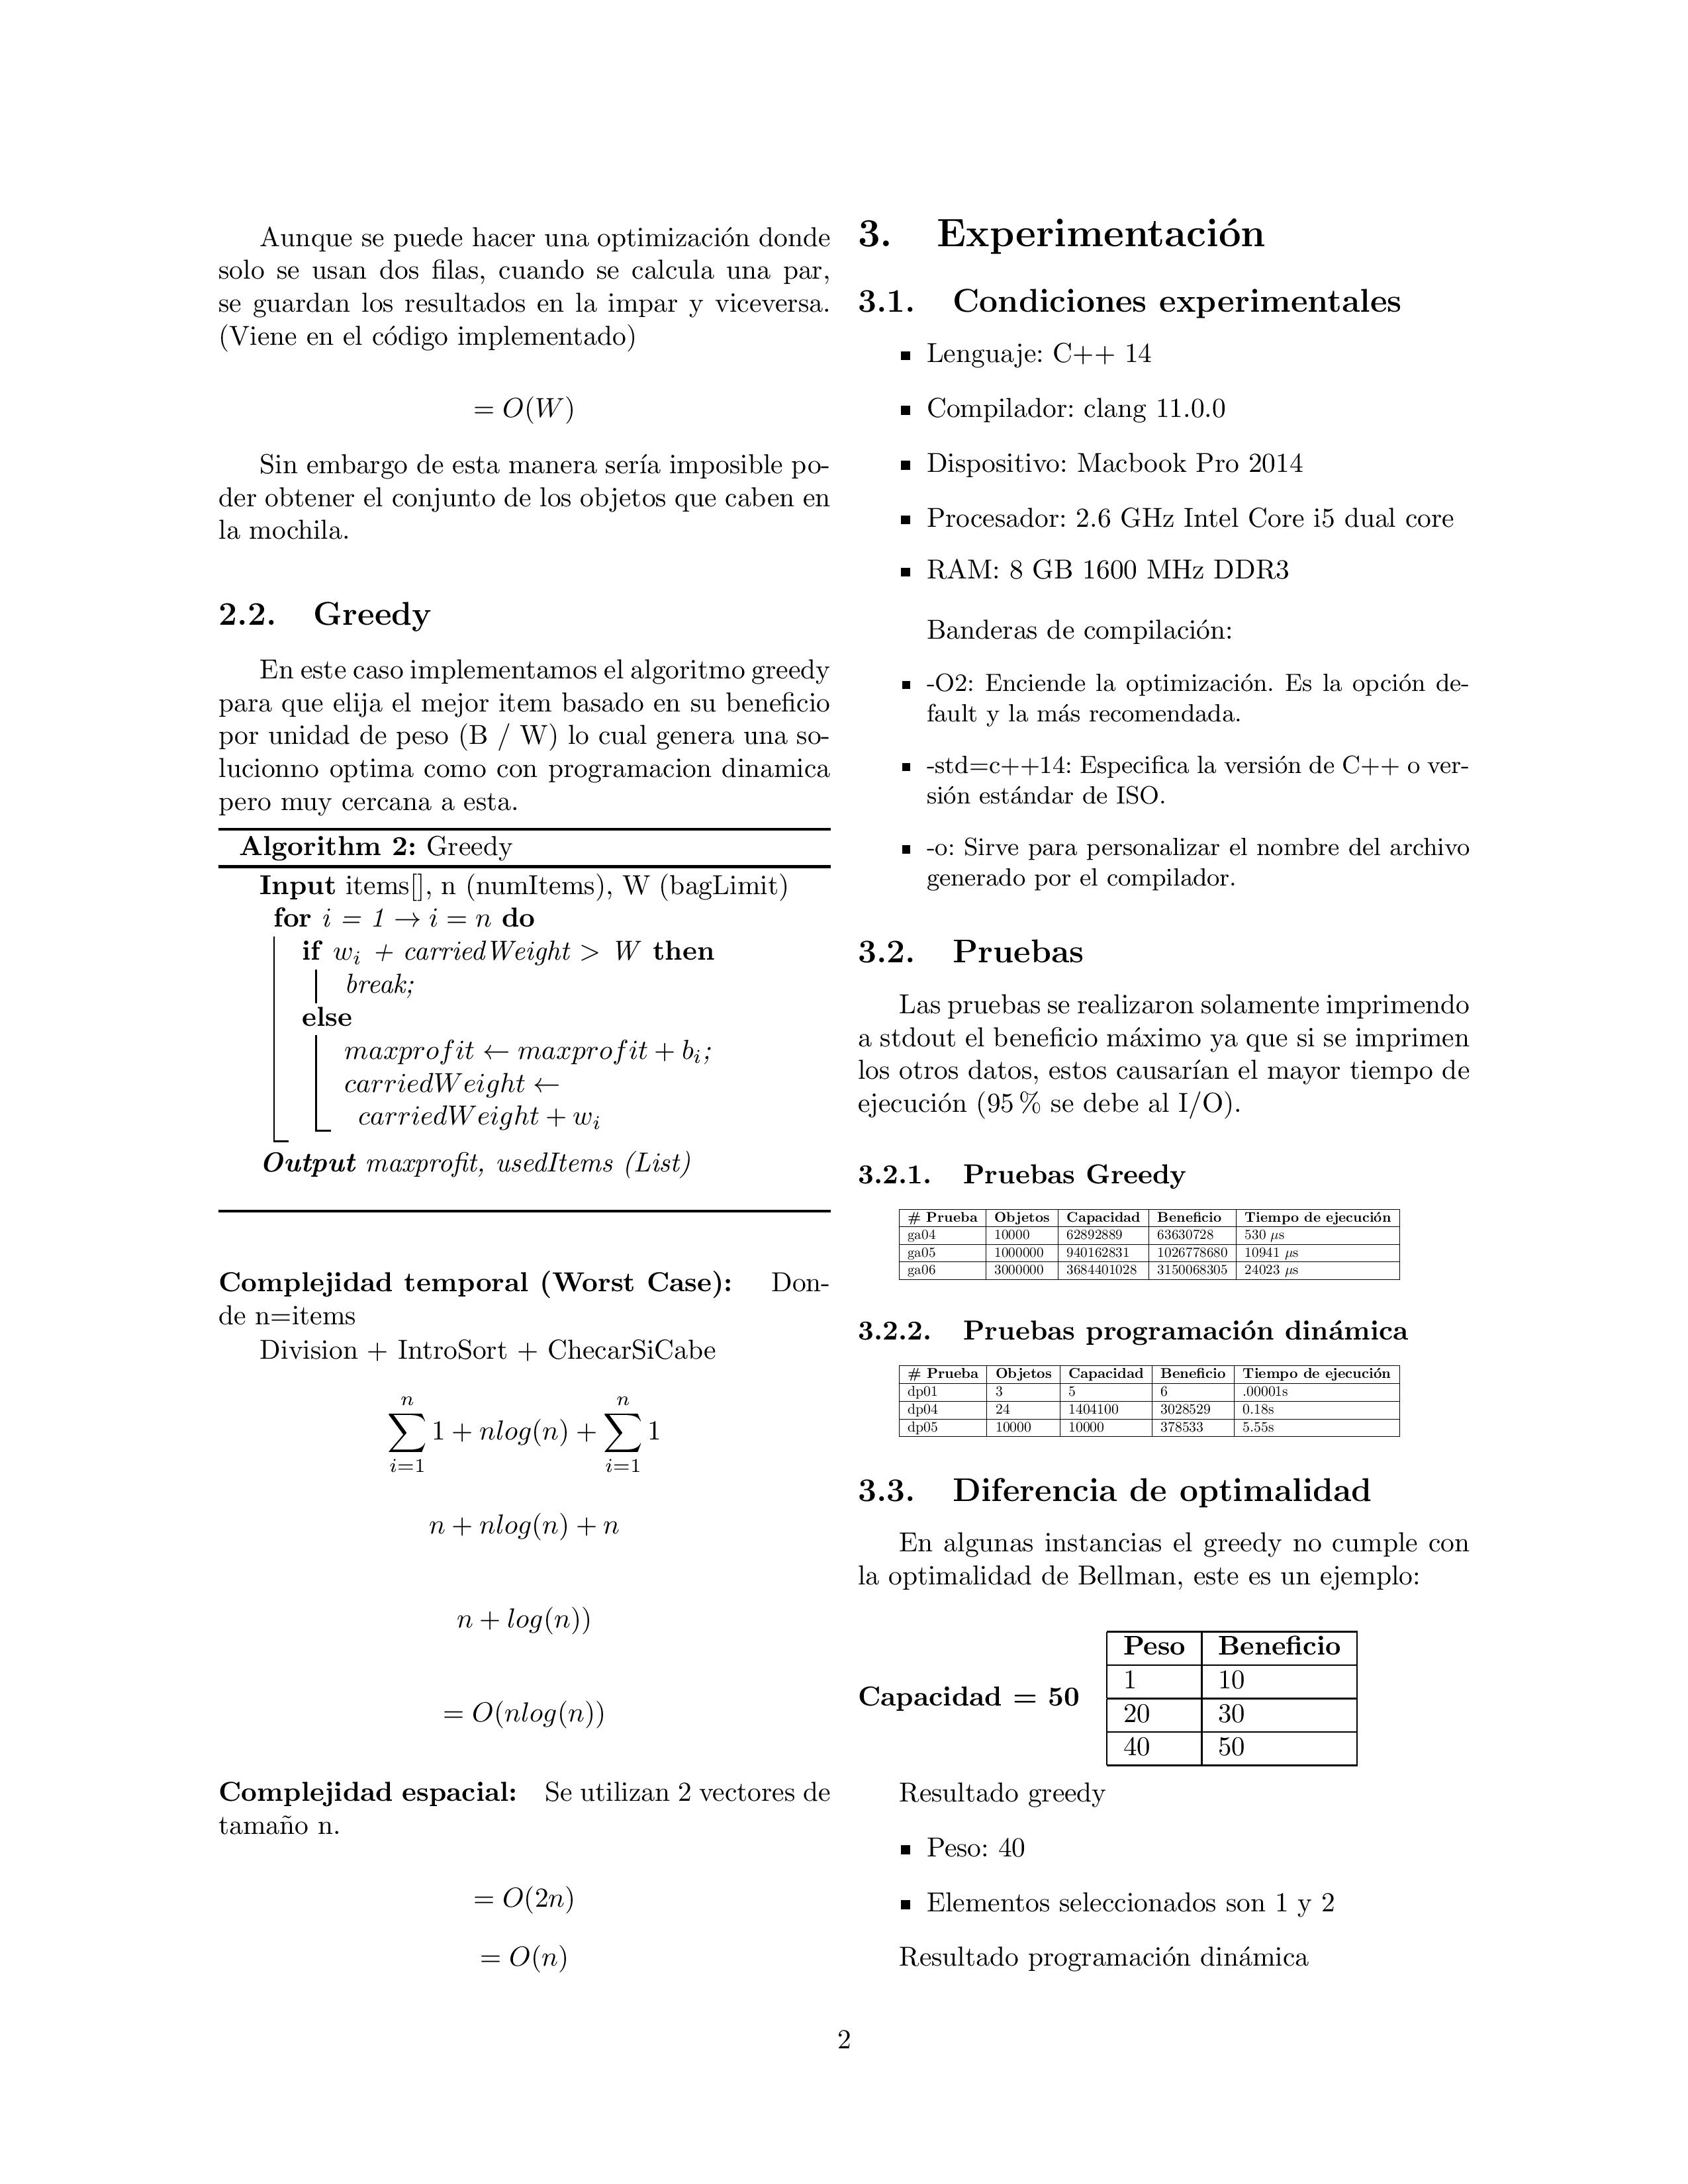 Aunque se puede hacer una optimización donde
solo se usan dos filas, cuando se calcula una par,
se guardan los resultados en la impar y viceversa.
(Viene en el código implementado)
= O(W)
Sin embargo de esta manera sería imposible po-
der obtener el conjunto de los objetos que caben en
la mochila.
2.2. Greedy
En este caso implementamos el algoritmo greedy
para que elija el mejor item basado en su beneficio
por unidad de peso (B / W) lo cual genera una so-
lucionno optima como con programacion dinamica
pero muy cercana a esta.
Algorithm 2: Greedy
Input items[], n (numItems), W (bagLimit)
for i = 1 → i = n do
if w_i + carriedWeight > W then
break;
else
maxprofit ← maxprofit + b_i;
carriedWeight ←
carriedWeight + w_i
Output maxprofit, usedItems (List)
Complejidad temporal (Worst Case): Don-
de n=items
Division + IntroSort + ChecarSiCabe
∑_{i=1}^{n} 1 + nlog(n) + ∑_{i=1}^{n} 1
n + nlog(n) + n
n + log(n))
= O(nlog(n))
Complejidad espacial: Se utilizan 2 vectores de
tamaño n.
= O(2n)
= O(n)
3. Experimentación
3.1. Condiciones experimentales
▪ Lenguaje: C++ 14
▪ Compilador: clang 11.0.0
▪ Dispositivo: Macbook Pro 2014
▪ Procesador: 2.6 GHz Intel Core i5 dual core
▪ RAM: 8 GB 1600 MHz DDR3
Banderas de compilación:
▪ -O2: Enciende la optimización. Es la opción de-
fault y la más recomendada.
▪ -std=c++14: Especifica la versión de C++ o ver-
sión estándar de ISO.
▪ -o: Sirve para personalizar el nombre del archivo
generado por el compilador.
3.2. Pruebas
Las pruebas se realizaron solamente imprimendo
a stdout el beneficio máximo ya que si se imprimen
los otros datos, estos causarían el mayor tiempo de
ejecución (95 % se debe al I/O).
3.2.1. Pruebas Greedy
# Prueba Objetos Capacidad Beneficio Tiempo de ejecución
ga04 10000 62892889 63630728 530 μs
ga05 1000000 940162831 1026778680 10941 μs
ga06 3000000 3684401028 3150068305 24023 μs
3.2.2. Pruebas programación dinámica
# Prueba Objetos Capacidad Beneficio Tiempo de ejecución
dp01 3 5 6 .00001s
dp04 24 1404100 3028529 0.18s
dp05 10000 10000 378533 5.55s
3.3. Diferencia de optimalidad
En algunas instancias el greedy no cumple con
la optimalidad de Bellman, este es un ejemplo:
Capacidad = 50
Peso Beneficio
1 10
20 30
40 50
Resultado greedy
▪ Peso: 40
▪ Elementos seleccionados son 1 y 2
Resultado programación dinámica
2